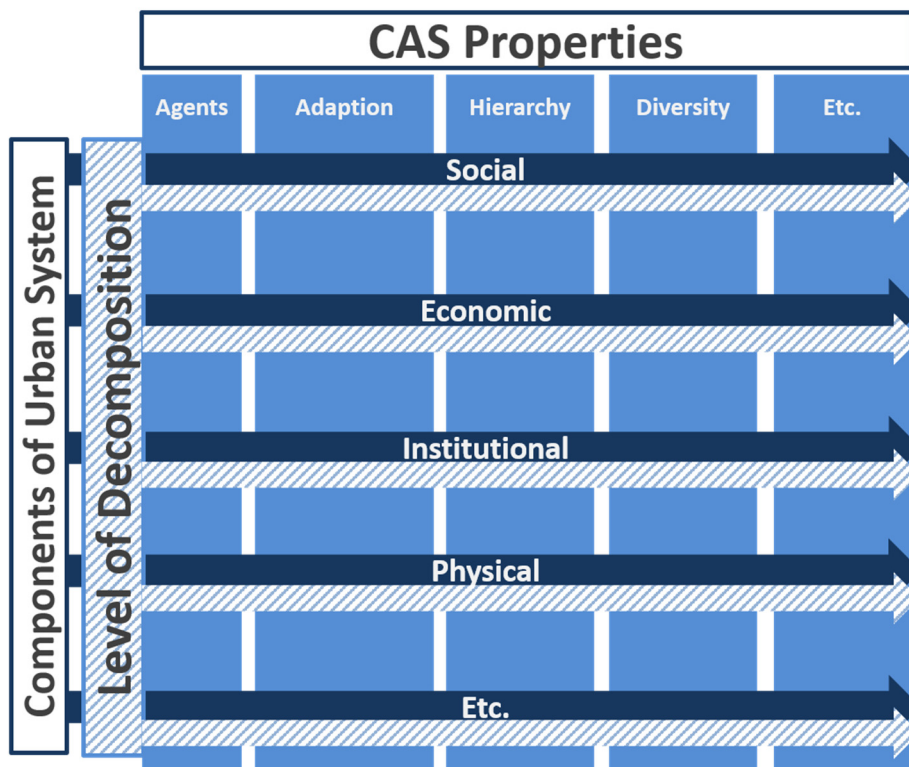 CAS Properties
Agents
Adaption
Hierarchy
Diversity
Etc.
Components of Urban System
Level of Decomposition
Social
Economic
Institutional
Physical
Etc.